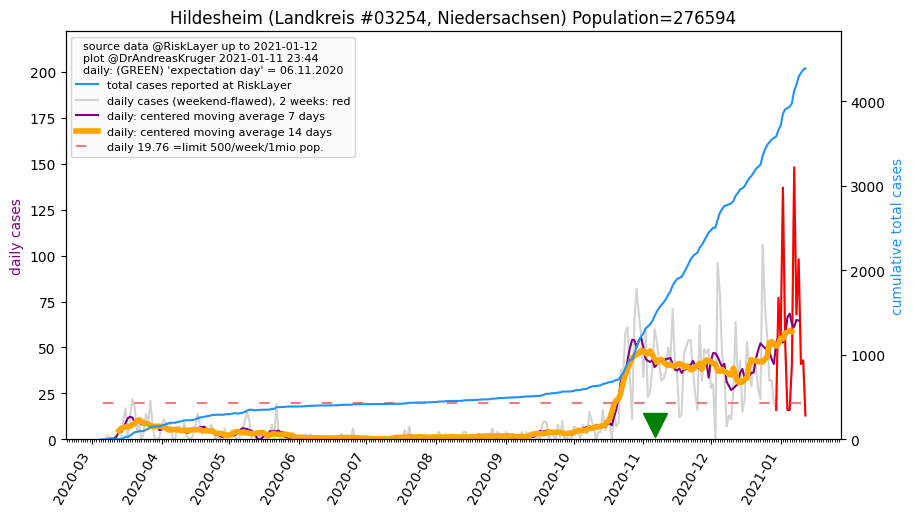 Hildesheim (Landkreis #03254, Niedersachsen) Population=276594
source data @RiskLayer up to 2021-01-12
plot @DrAndreasKruger 2021-01-11 23:44
daily: (GREEN) 'expectation day' = 06.11.2020
total cases reported at RiskLayer
daily cases (weekend-flawed), 2 weeks: red
daily: centered moving average 7 days
daily: centered moving average 14 days
daily 19.76 =limit 500/week/1mio pop.
daily cases
200
175
150
125
100
75
50
25
0
4000
3000
2000
1000
0
cumulative total cases
2020-03
2020-04
2020-05
2020-06
2020-07
2020-08
2020-09
2020-10
2020-11
2020-12
2021-01